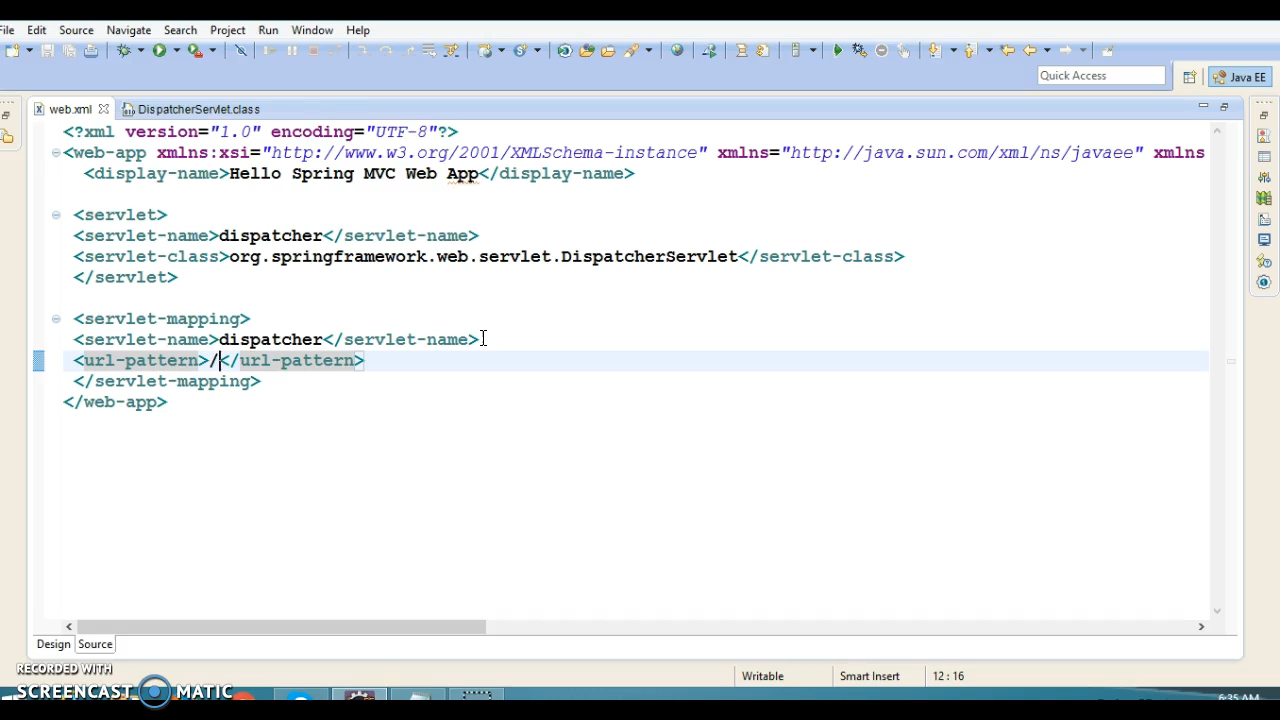 File Edit Source Navigate Search Project Run Window Help
Quick Access
Java EE
web.xml DispatcherServlet.class
<?xml version="1.0" encoding="UTF-8"?>
<web-app xmlns:xsi="http://www.w3.org/2001/XMLSchema-instance" xmlns="http://java.sun.com/xml/ns/javaee" xmlns
<display-name>Hello Spring MVC Web App</display-name>
<servlet>
<servlet-name>dispatcher</servlet-name>
<servlet-class>org.springframework.web.servlet.DispatcherServlet</servlet-class>
</servlet>
<servlet-mapping>
<servlet-name>dispatcher</servlet-name>
<url-pattern>/</url-pattern>
</servlet-mapping>
</web-app>
Design Source
Writable Smart Insert 12 : 16
RECORDED WITH
SCREENCAST MATIC
6:35 AM